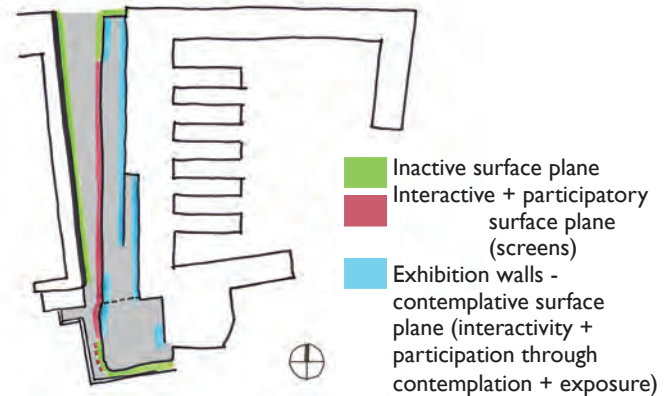 Inactive surface plane
Interactive + participatory
surface plane
(screens)
Exhibition walls -
contemplative surface
plane (interactivity +
participation through
contemplation + exposure)